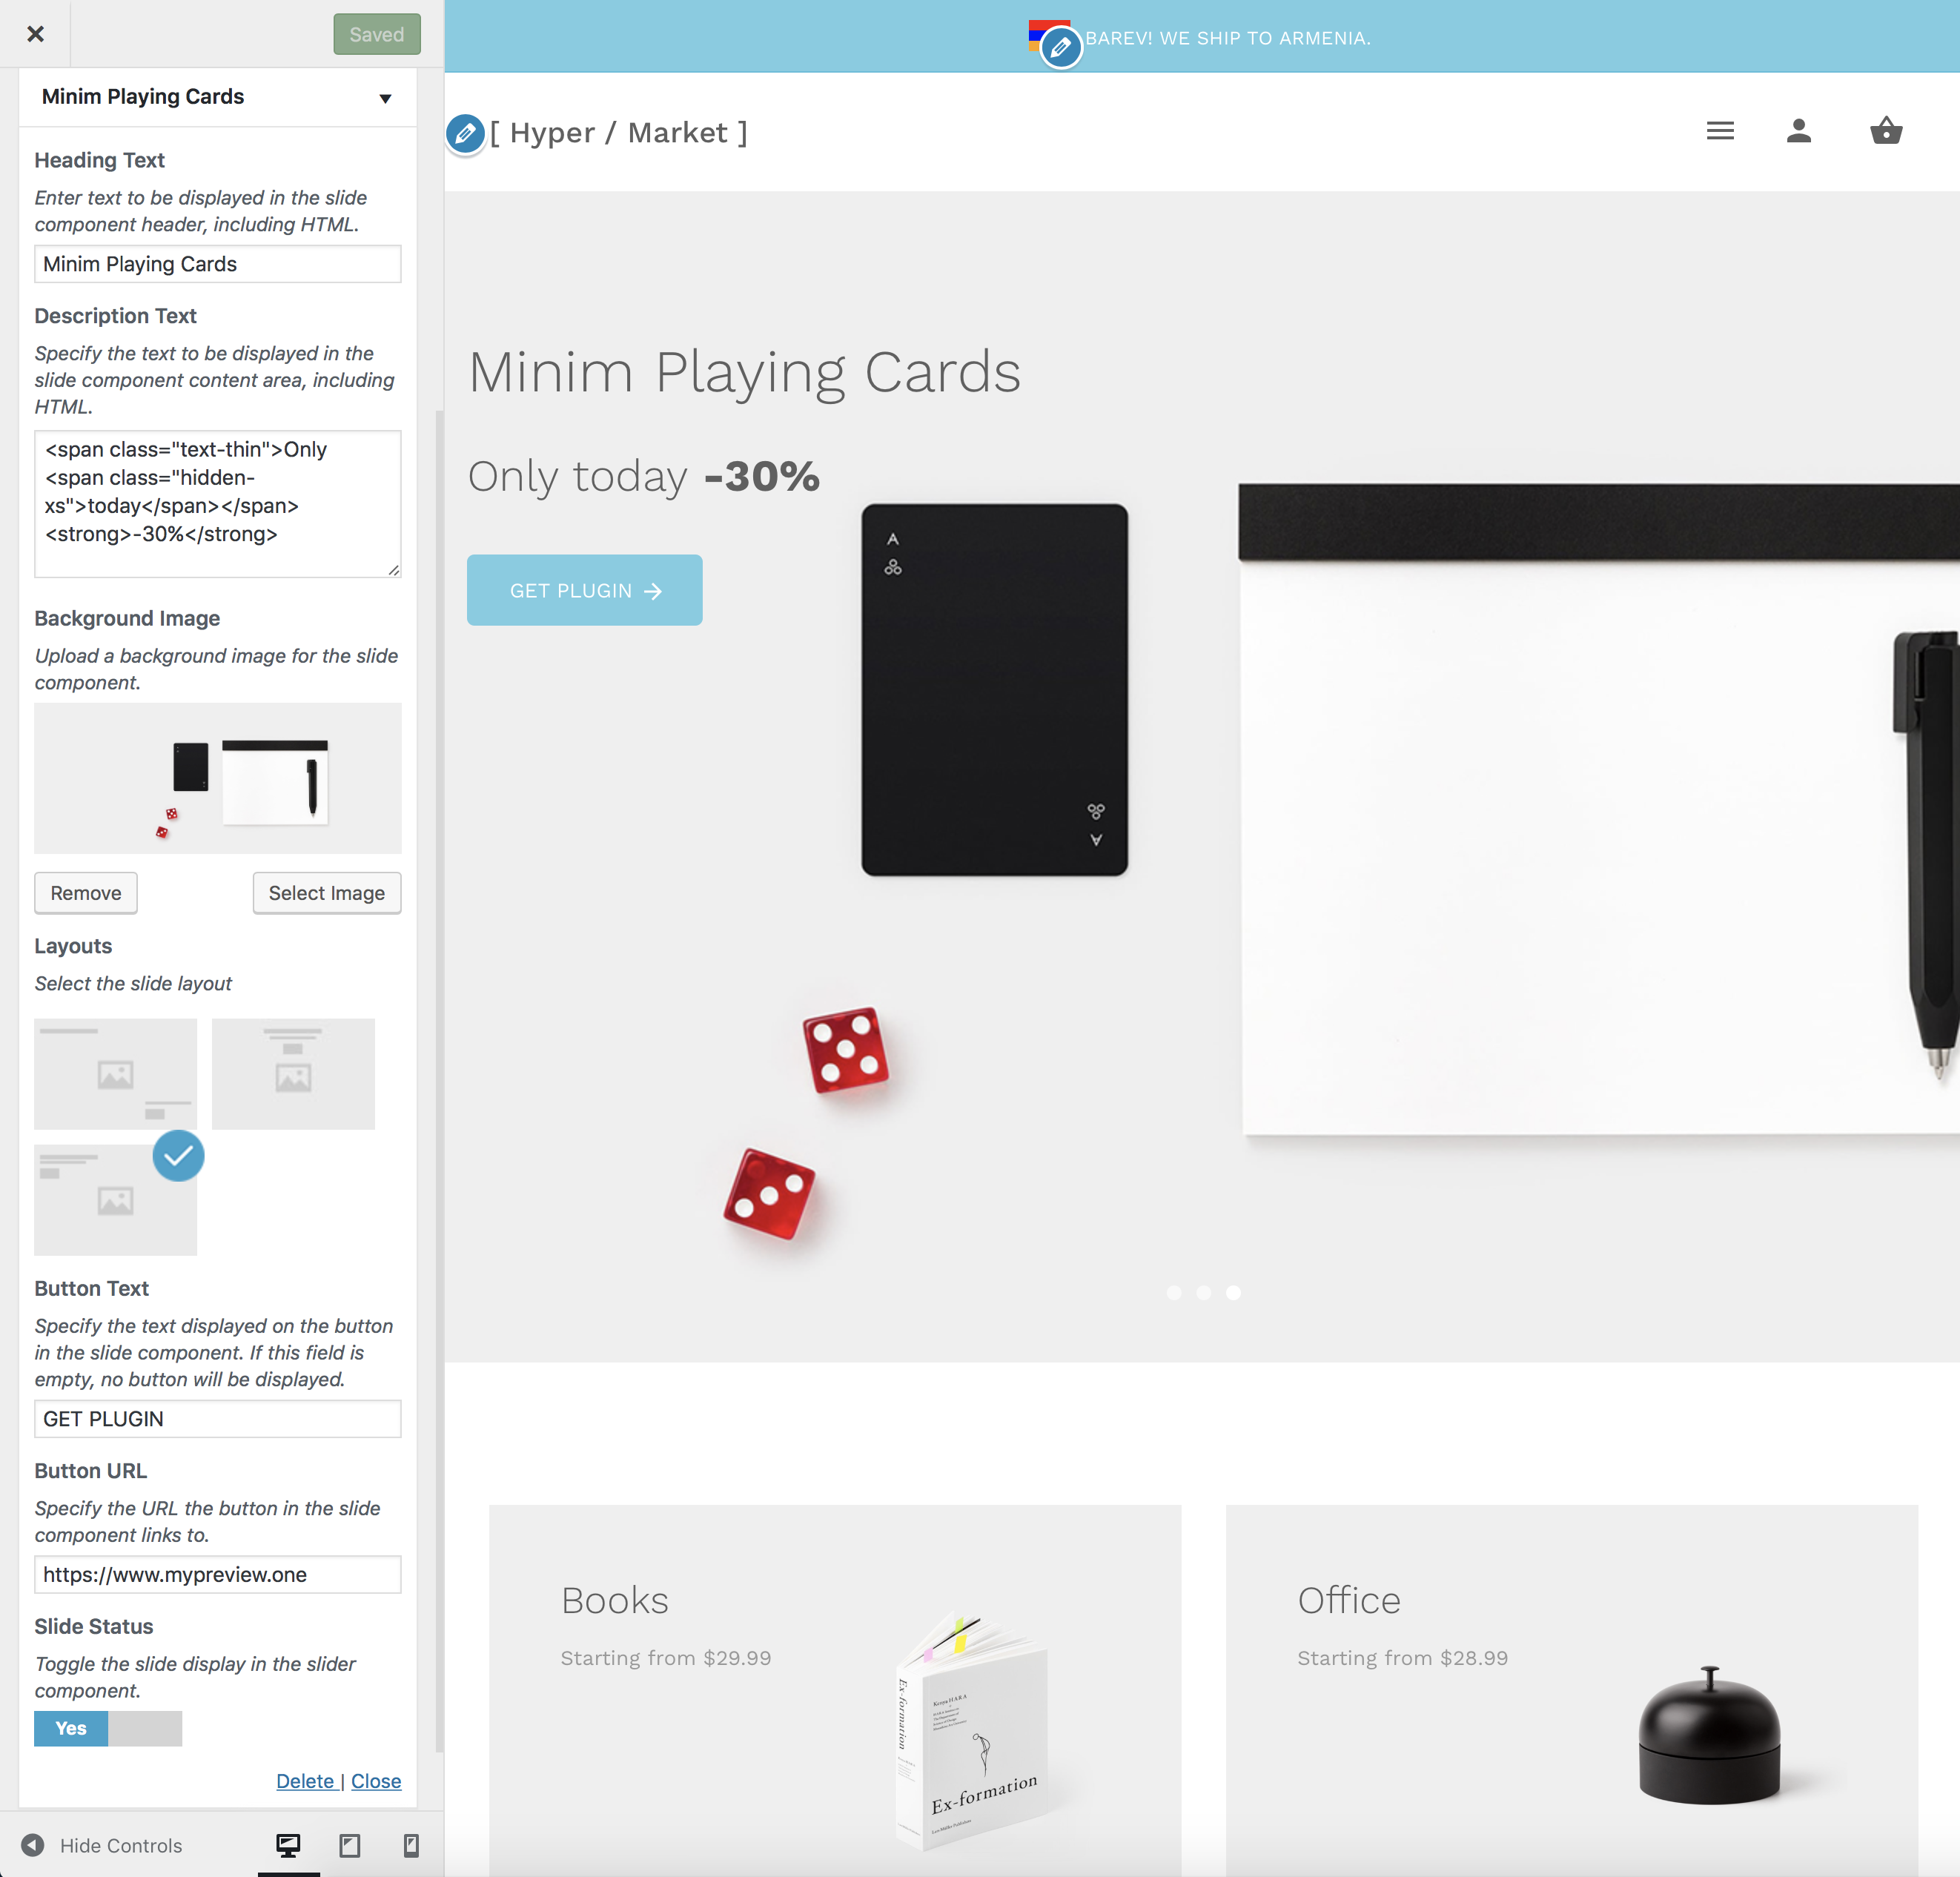 Saved
Minim Playing Cards
Heading Text
Enter text to be displayed in the slide
component header, including HTML.
Minim Playing Cards
Description Text
Specify the text to be displayed in the
slide component content area, including
HTML.
<span class="text-thin">Only
<span class="hidden-
xs">today</span></span>
<strong>-30%</strong>
Background Image
Upload a background image for the slide
component.
Remove
Select Image
Layouts
Select the slide layout
Button Text
Specify the text displayed on the button
in the slide component. If this field is
empty, no button will be displayed.
GET PLUGIN
Button URL
Specify the URL the button in the slide
component links to.
https://www.mypreview.one
Slide Status
Toggle the slide display in the slider
component.
Yes
Delete | Close
Hide Controls
BAREV! WE SHIP TO ARMENIA.
[ Hyper / Market ]
Minim Playing Cards
Only today -30%
GET PLUGIN →
A
A
Books
Starting from $29.99
Ex-formation
Kenya HARA
Ex-formation
Lars Müller Publishers
Office
Starting from $28.99